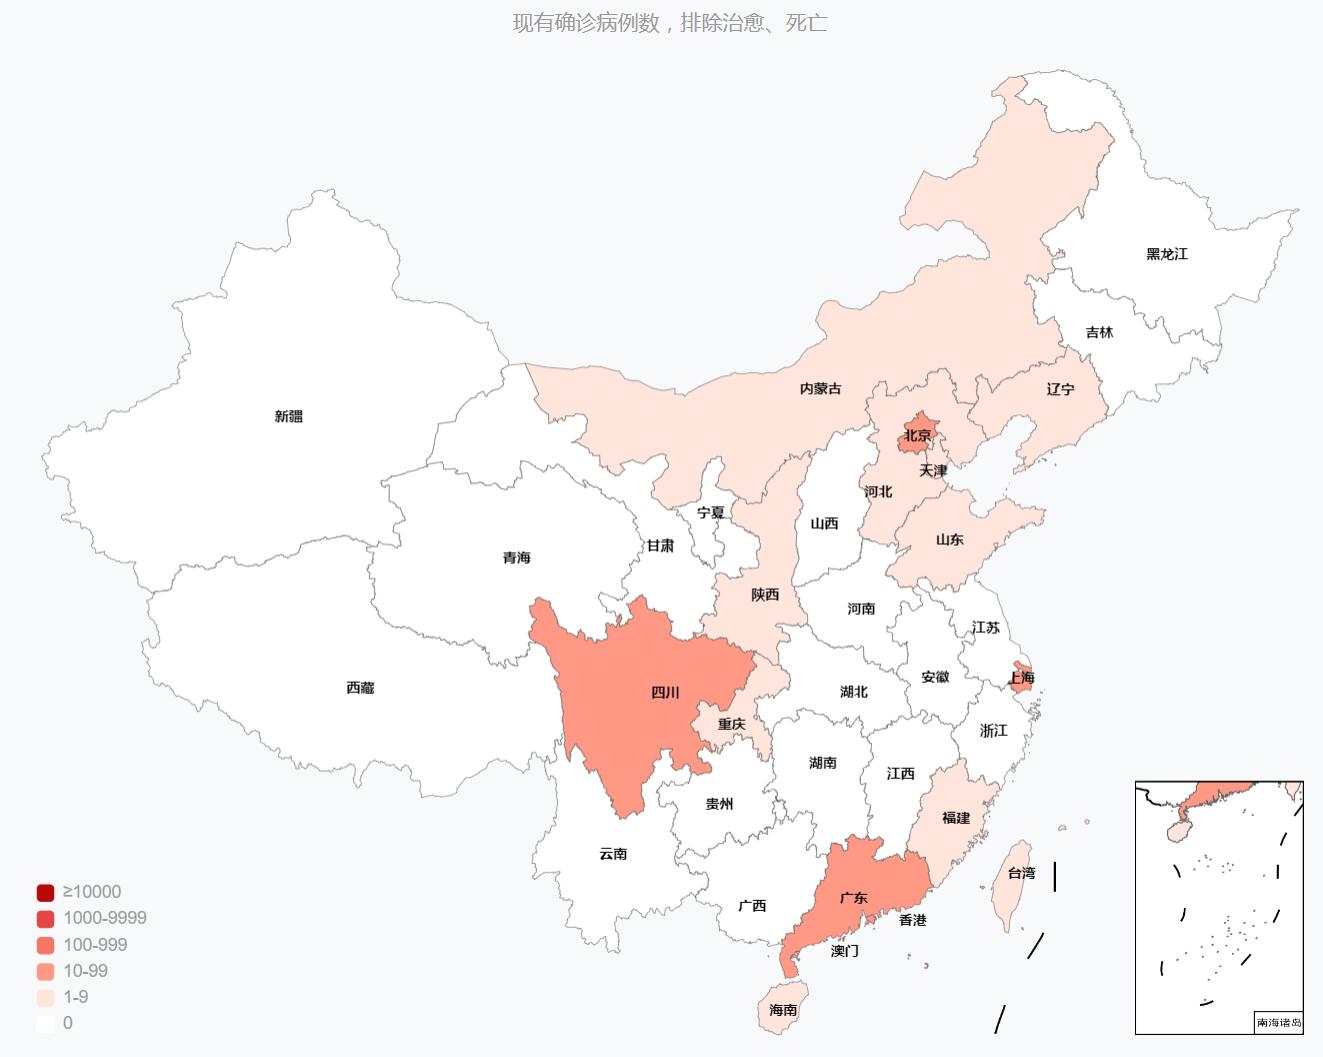 现有确诊病例数，排除治愈、死亡
黑龙江
吉林
辽宁
内蒙古
新疆
北京
天津
河北
宁夏
山西
山东
甘肃
青海
陕西
河南
江苏
西藏
四川
安徽
上海
湖北
重庆
浙江
湖南
江西
贵州
福建
云南
台湾
广东
广西
香港
澳门
海南
南海诸岛
≥10000
1000-9999
100-999
10-99
1-9
0